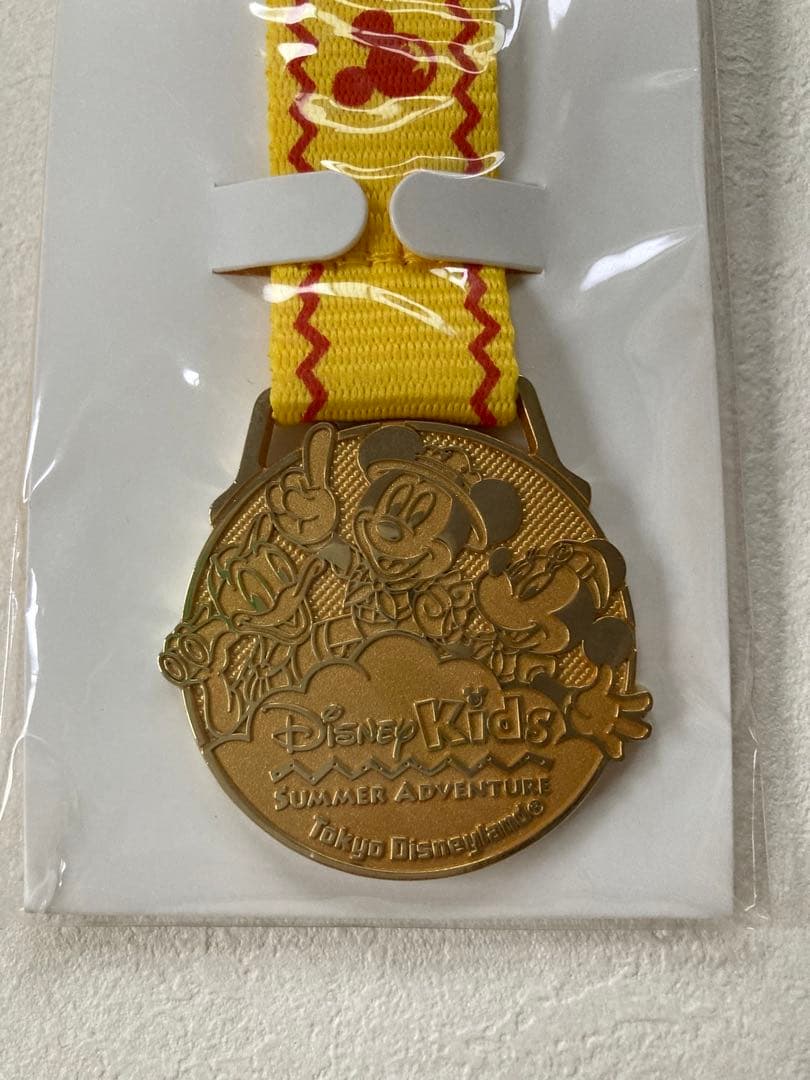 Disney Kids
SUMMER ADVENTURE
Tokyo Disneyland®